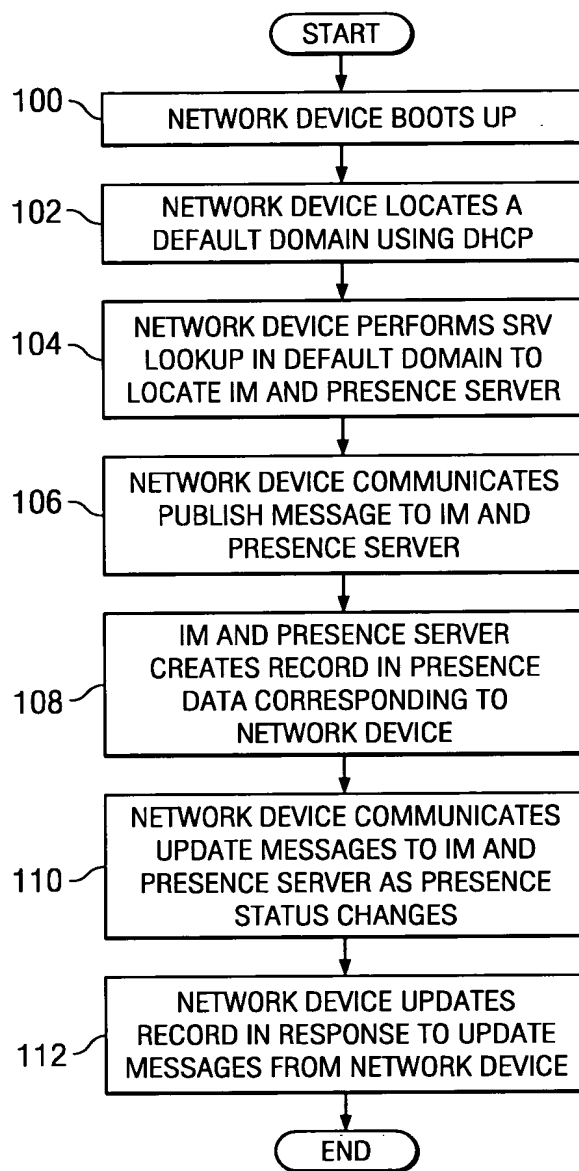 START
100
NETWORK DEVICE BOOTS UP
102
NETWORK DEVICE LOCATES A
DEFAULT DOMAIN USING DHCP
104
NETWORK DEVICE PERFORMS SRV
LOOKUP IN DEFAULT DOMAIN TO
LOCATE IM AND PRESENCE SERVER
106
NETWORK DEVICE COMMUNICATES
PUBLISH MESSAGE TO IM AND
PRESENCE SERVER
108
IM AND PRESENCE SERVER
CREATES RECORD IN PRESENCE
DATA CORRESPONDING TO
NETWORK DEVICE
110
NETWORK DEVICE COMMUNICATES
UPDATE MESSAGES TO IM AND
PRESENCE SERVER AS PRESENCE
STATUS CHANGES
112
NETWORK DEVICE UPDATES
RECORD IN RESPONSE TO UPDATE
MESSAGES FROM NETWORK DEVICE
END